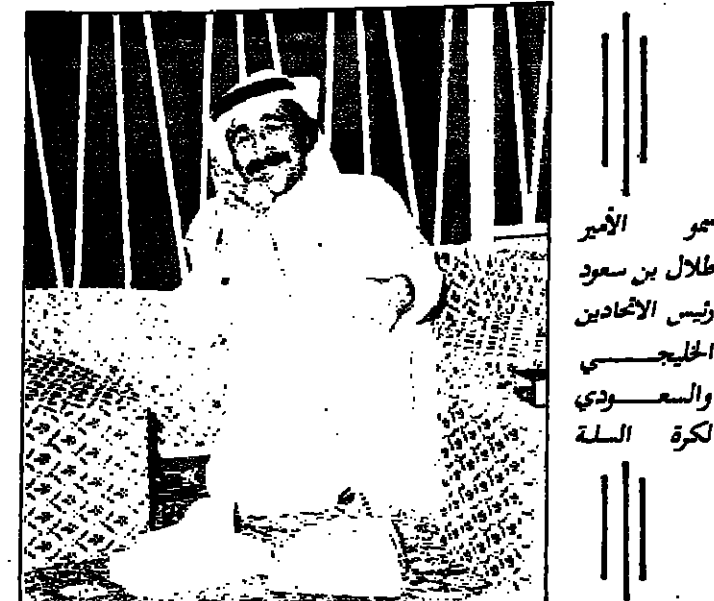 سمو الأمير
طلال بن سعود
رئيس الاتحادين
الخليجي
والسعودي
لكرة السلة